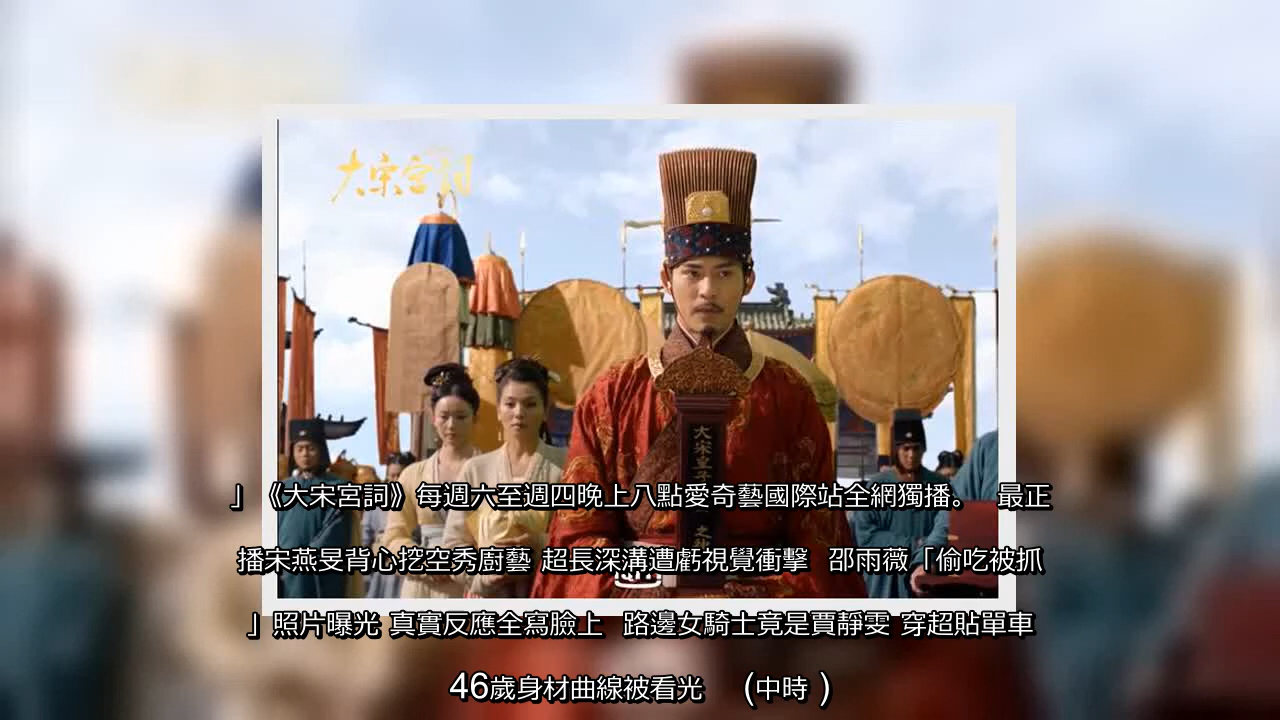 大宋宮詞
大宋皇子
之
」《大宋宮詞》每週六至週四晚上八點愛奇藝國際站全網獨播。 最正
播宋燕旻背心挖空秀廚藝 超長深溝遭虧視覺衝擊 邵雨薇「偷吃被抓
」照片曝光 真實反應全寫臉上 路邊女騎士竟是賈靜雯 穿超貼單車
46歲身材曲線被看光 (中時 )